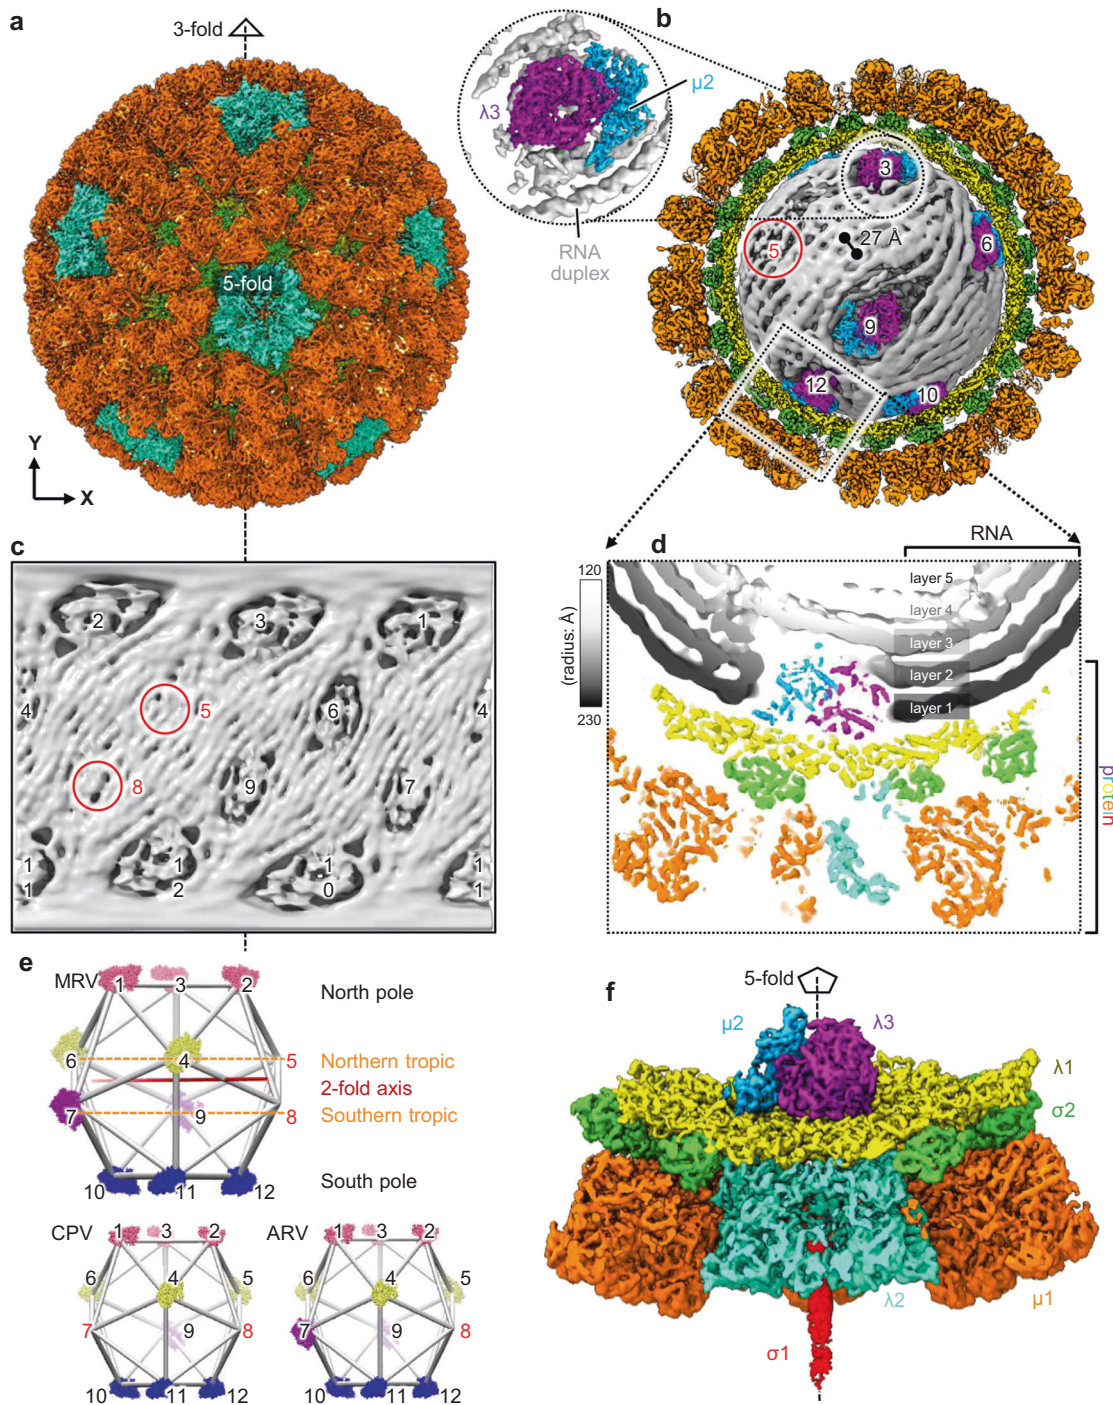 a
3-fold
5-fold
Y
X
b
λ3
μ2
RNA
duplex
3
5
27 Å
6
9
12
10
c
2
3
1
4
5
6
4
8
9
7
1
1
1
2
1
0
1
1
d
RNA
120
(radius: Å)
230
layer 5
layer 4
layer 3
layer 2
layer 1
protein
e
MRV
1
3
2
North pole
6
4
5
Northern tropic
2-fold axis
7
9
8
Southern tropic
10
11
12
South pole
CPV
1
3
2
6
4
5
7
9
8
10
11
12
ARV
1
3
2
6
4
5
7
9
8
10
11
12
f
5-fold
μ2
λ3
λ1
σ2
λ2
μ1
σ1